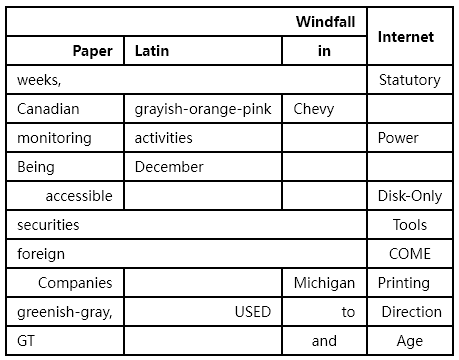 Windfall Internet
Paper Latin in
weeks, Statutory
Canadian grayish-orange-pink Chevy
monitoring activities Power
Being December
accessible Disk-Only
securities Tools
foreign COME
Companies Michigan Printing
greenish-gray, USED to Direction
GT and Age